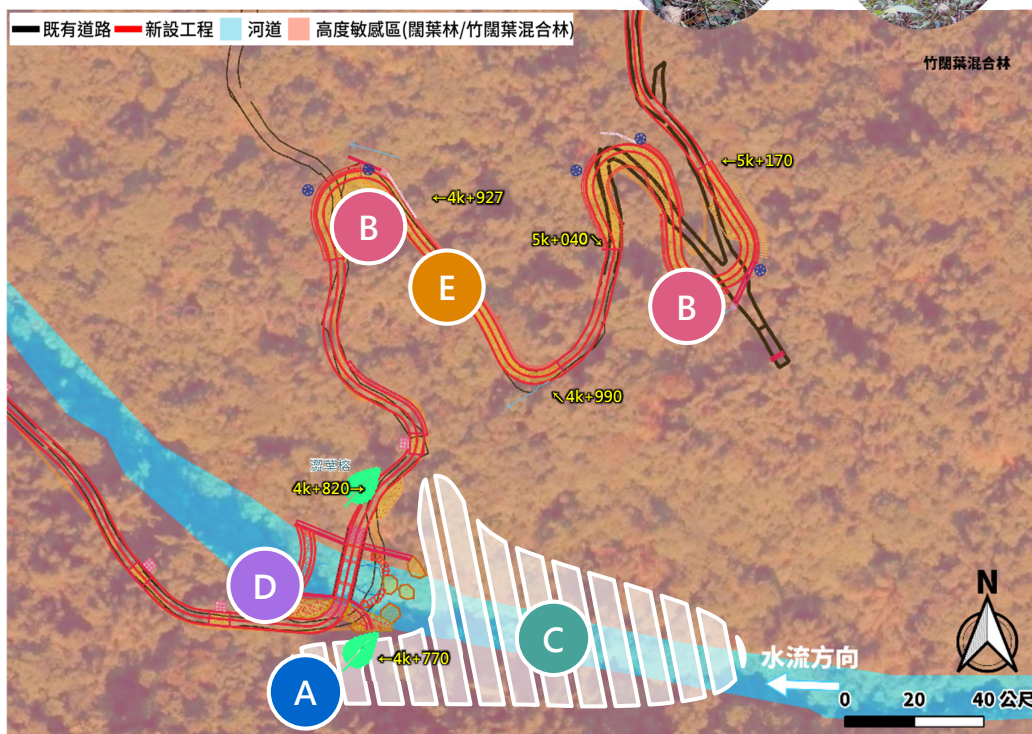 既有道路 新設工程 河道 高度敏感區(闊葉林/竹闊葉混合林)
竹闊葉混合林
←5k+170
←4k+927
B
5k+040↘
E
B
↖4k+990
澀葉榕
4k+820→
D
N
C
←4k+770
水流方向
A
0 20 40 公尺